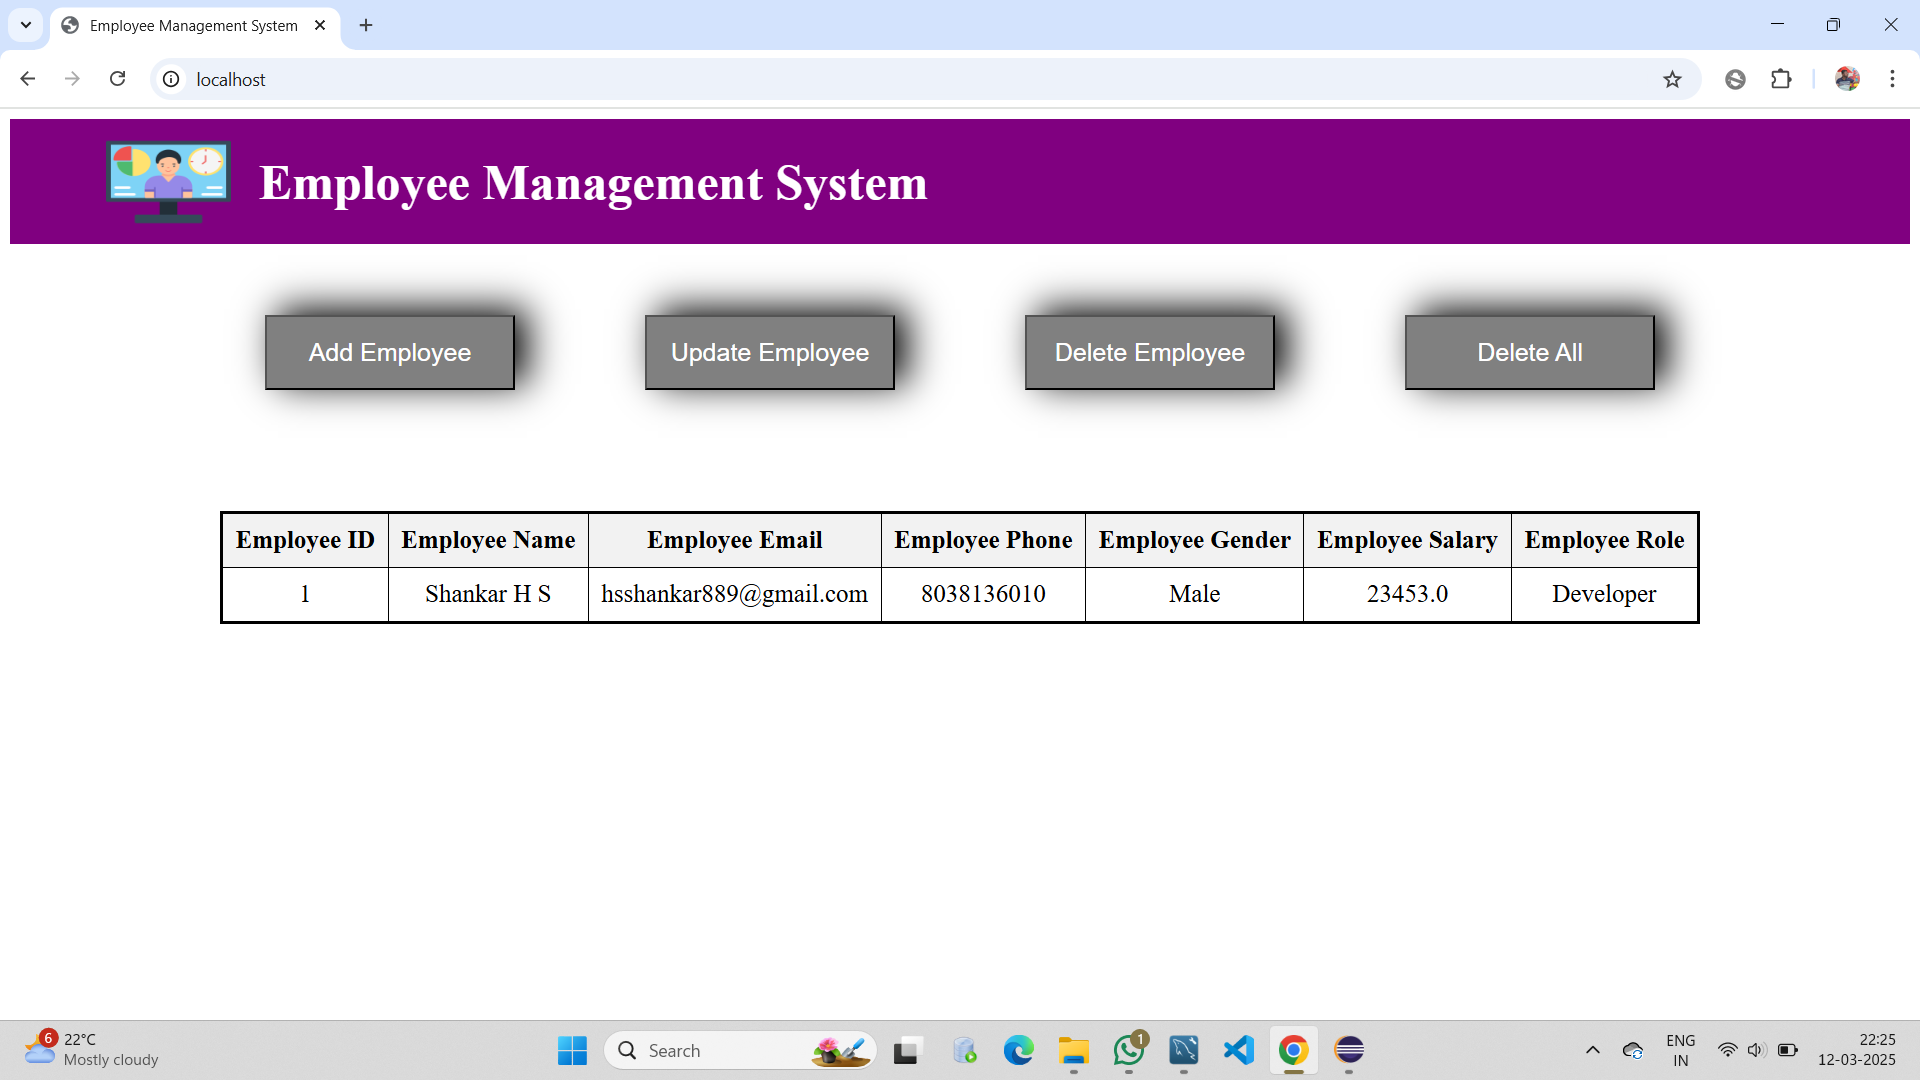 Employee Management System
localhost
Employee Management System
Add Employee
Update Employee
Delete Employee
Delete All
Employee ID Employee Name Employee Email Employee Phone Employee Gender Employee Salary Employee Role
1 Shankar H S hsshankar889@gmail.com 8038136010 Male 23453.0 Developer
6
22°C
Mostly cloudy
Search
1
ENG
IN
22:25
12-03-2025